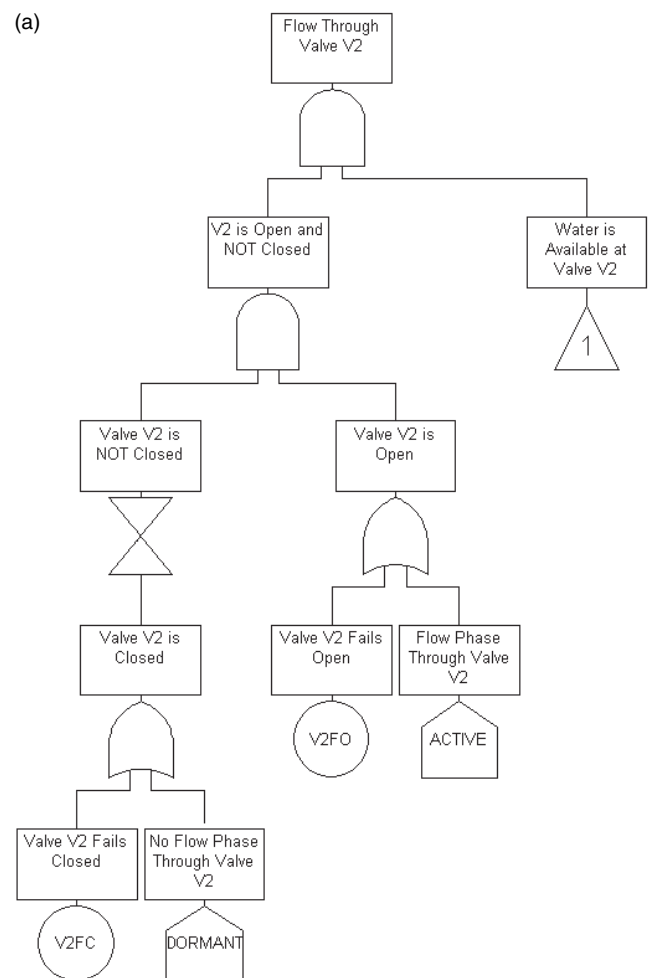 (a)
Flow Through
Valve V2
V2 is Open and
NOT Closed
Water is
Available at
Valve V2
1
Valve V2 is
NOT Closed
Valve V2 is
Open
Valve V2 is
Closed
Valve V2 Fails
Open
Flow Phase
Through Valve
V2
V2FO
ACTIVE
Valve V2 Fails
Closed
No Flow Phase
Through Valve
V2
V2FC
DORMANT